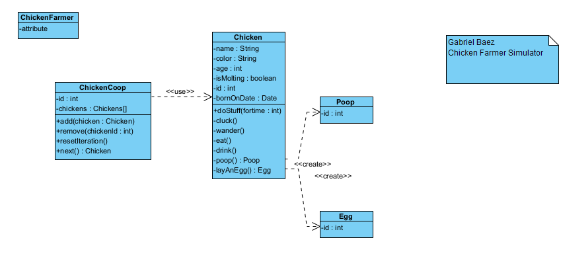 ChickenFarmer
-attribute
Gabriel Baez
Chicken Farmer Simulator
Chicken
-name : String
-color : String
-age : int
-isMolting : boolean
-id : int
-bornOnDate : Date
+doStuff(fortime : int)
-cluck()
-wander()
-eat()
-drink()
-poop() : Poop
-layAnEgg() : Egg
ChickenCoop
-id : int
-chickens : Chickens[]
+add(chicken : Chicken)
+remove(chickenId : int)
+resetIteration()
+next() : Chicken
<<use>>
Poop
-id : int
<<create>>
<<create>>
Egg
-id : int